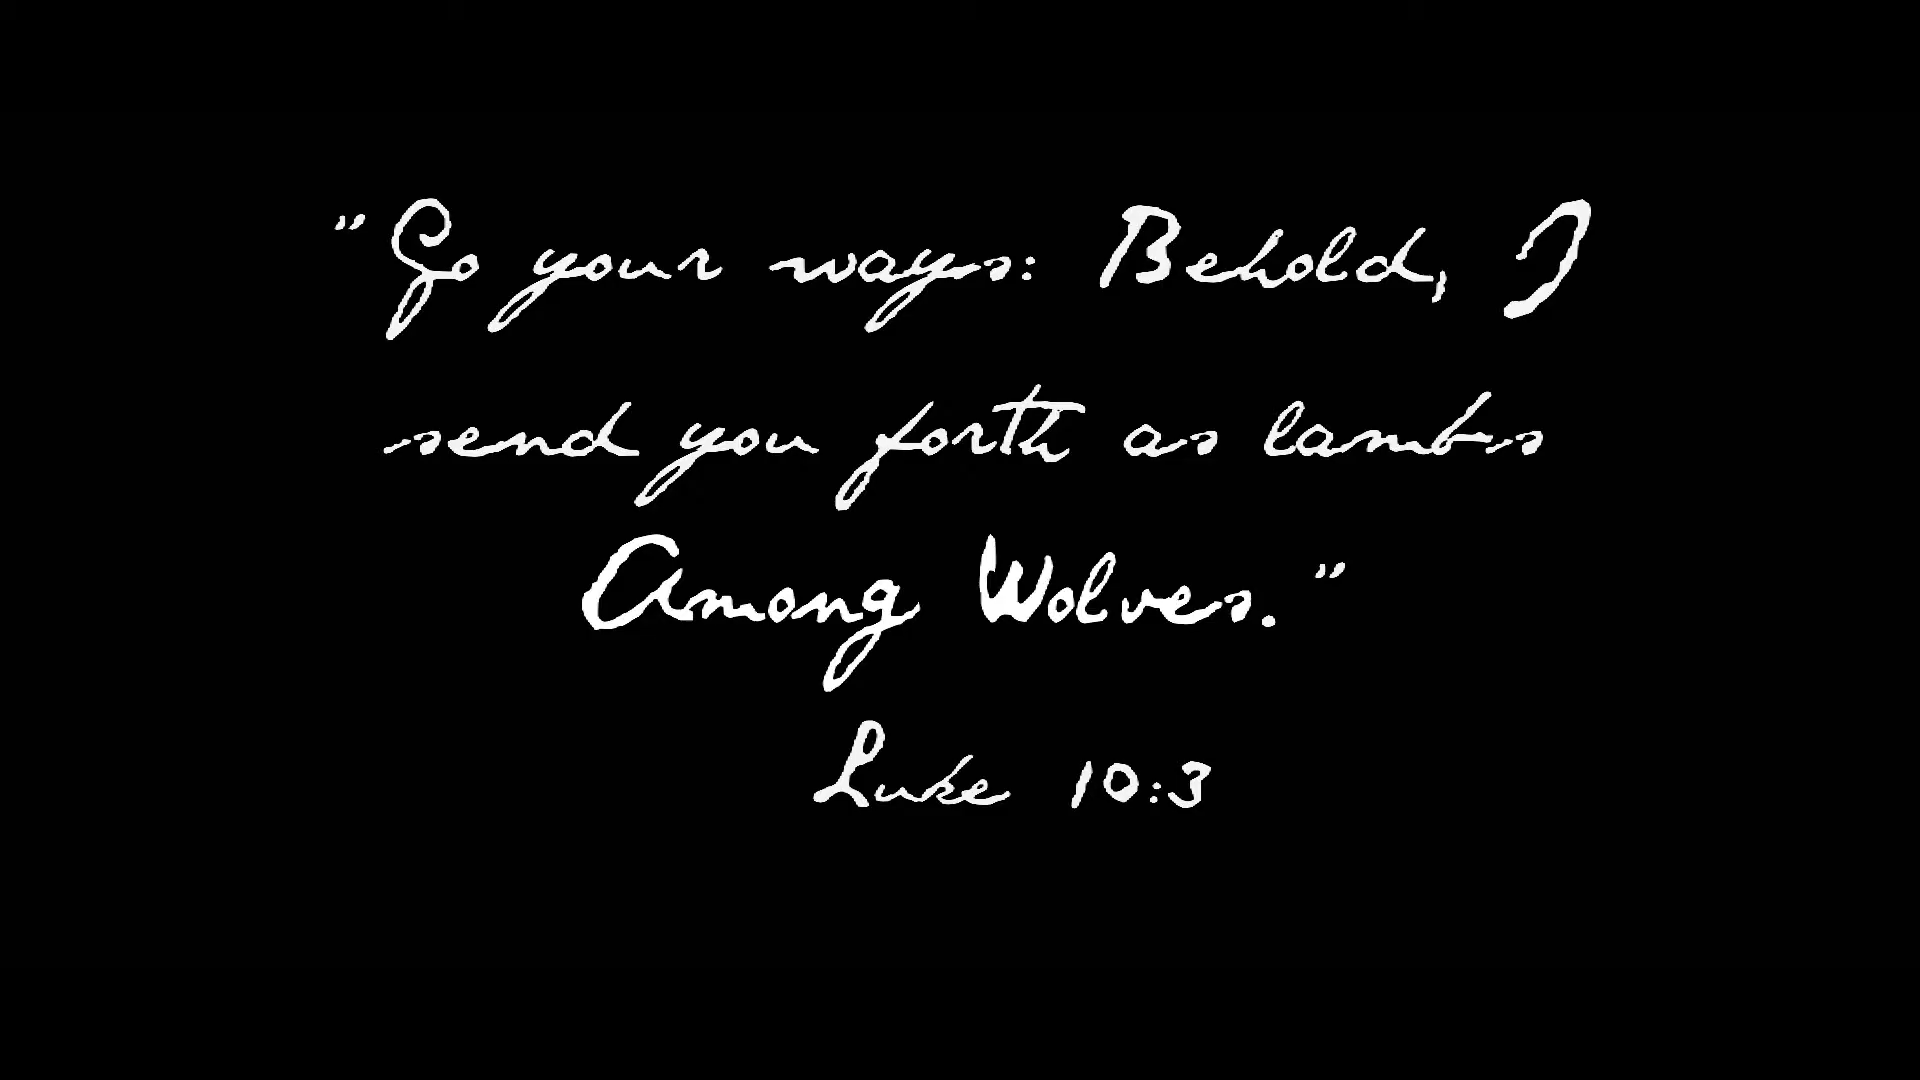 "Go your ways: Behold, I
send you forth as lambs
Among Wolves."
Luke 10:3